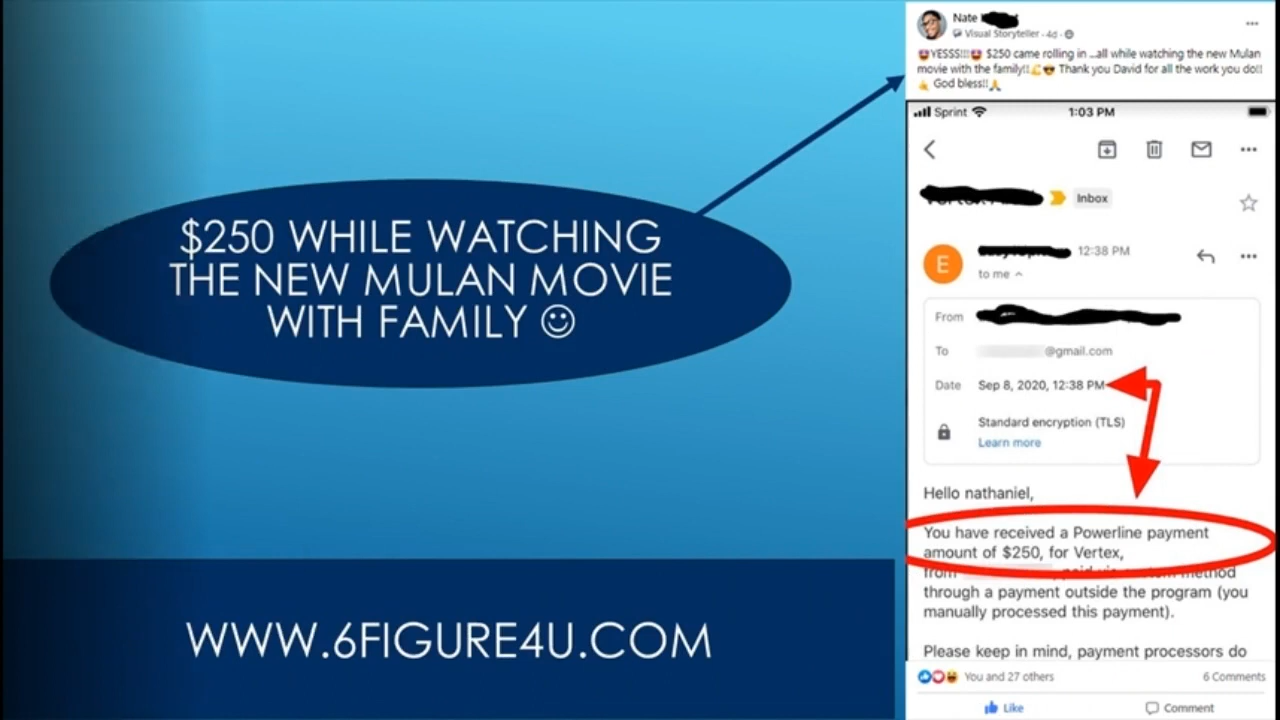 $250 WHILE WATCHING
THE NEW MULAN MOVIE
WITH FAMILY ☺
WWW.6FIGURE4U.COM
Nate
Visual Storyteller · 4d ·
😍YESSS!!!😍 $250 came rolling in ...all while watching the new Mulan
movie with the family!!💪😎 Thank you David for all the work you do!!
🤙 God bless!!🙏
Sprint 1:03 PM
Inbox
E 12:38 PM
to me
From
To @gmail.com
Date Sep 8, 2020, 12:38 PM
Standard encryption (TLS)
Learn more
Hello nathaniel,
You have received a Powerline payment
amount of $250, for Vertex,
from paid via custom method
through a payment outside the program (you
manually processed this payment).
Please keep in mind, payment processors do
You and 27 others 6 Comments
Like Comment